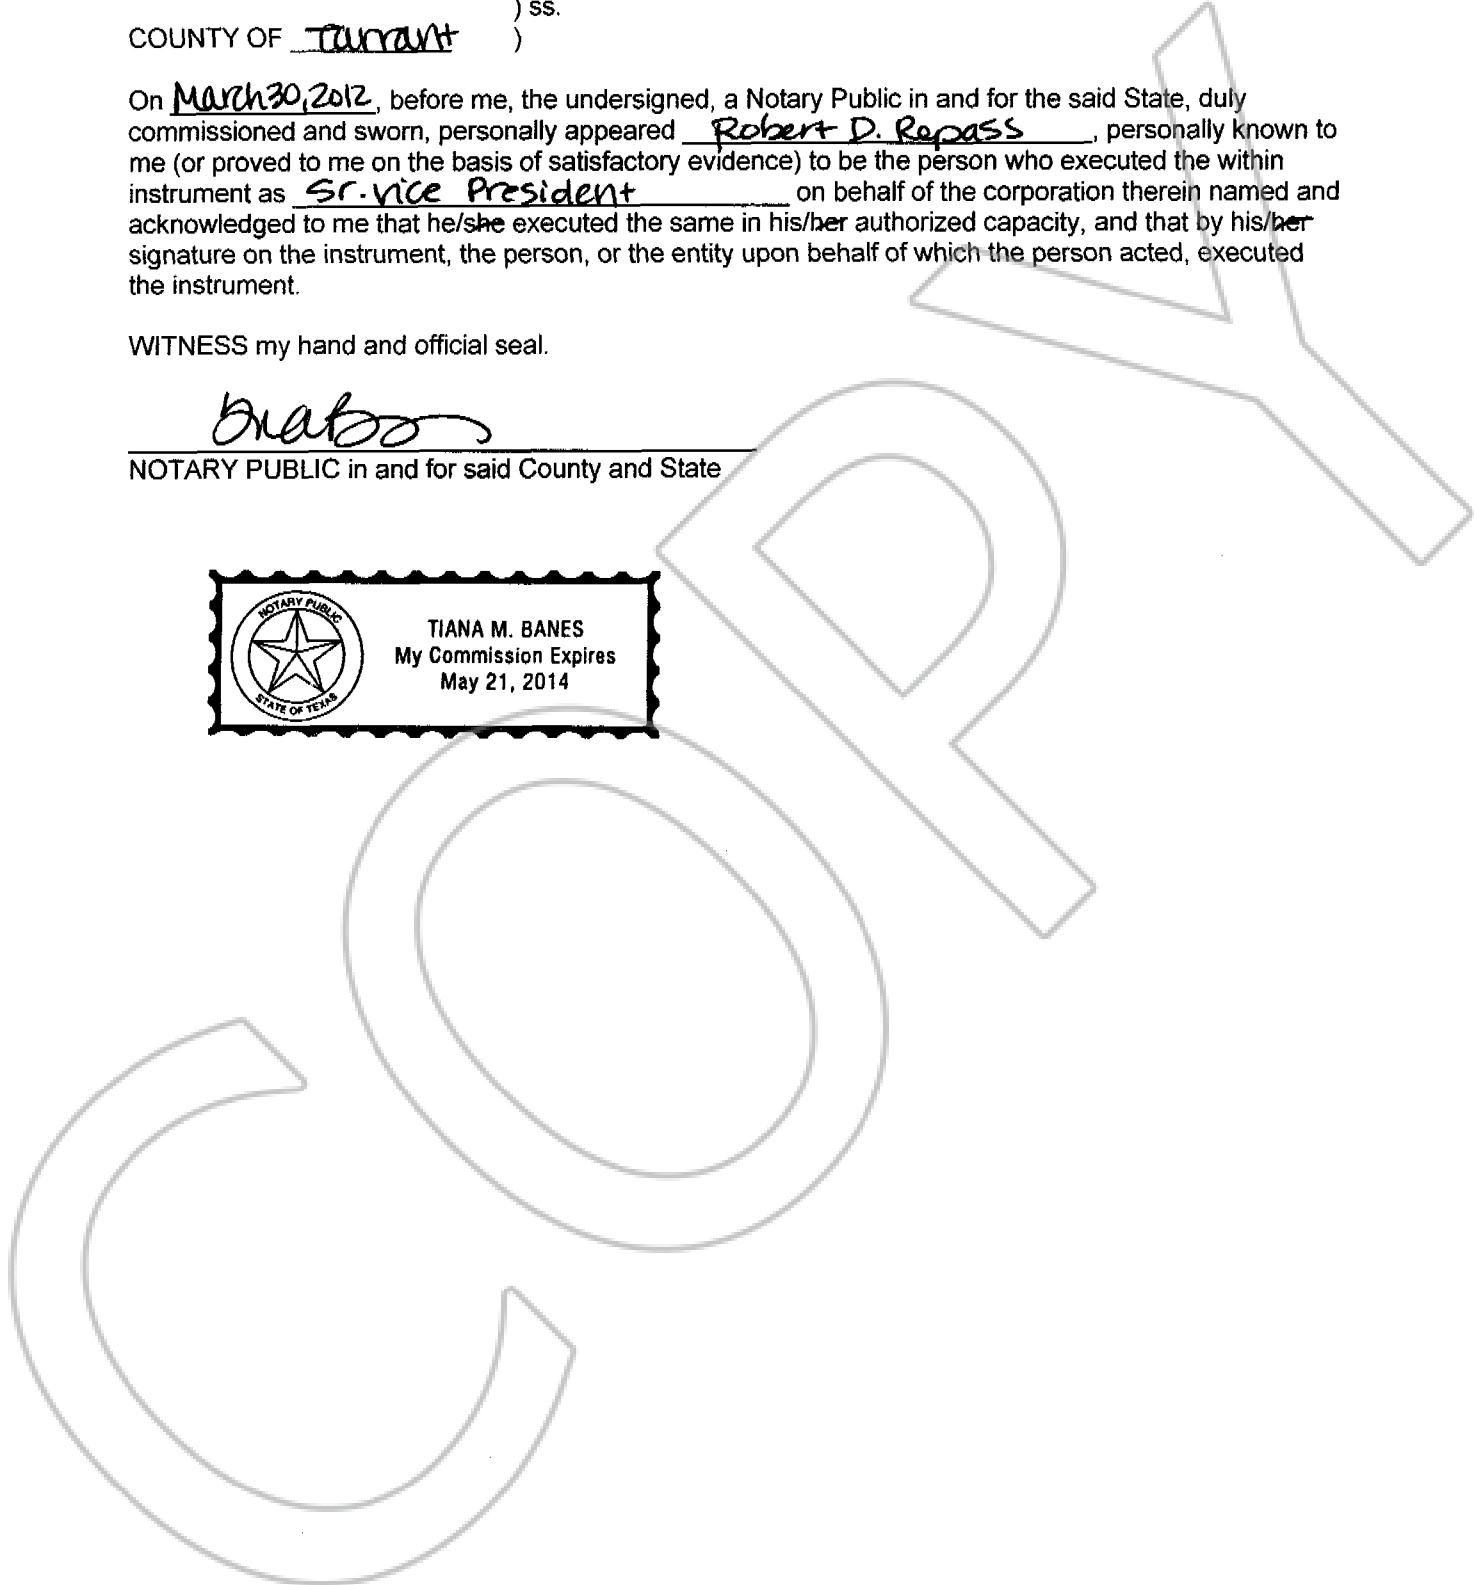 ) ss.
COUNTY OF Tarrant )
On March 30, 2012, before me, the undersigned, a Notary Public in and for the said State, duly
commissioned and sworn, personally appeared Robert D. Repass, personally known to
me (or proved to me on the basis of satisfactory evidence) to be the person who executed the within
instrument as Sr. Vice President on behalf of the corporation therein named and
acknowledged to me that he/she executed the same in his/her authorized capacity, and that by his/her
signature on the instrument, the person, or the entity upon behalf of which the person acted, executed
the instrument.
WITNESS my hand and official seal.
NOTARY PUBLIC in and for said County and State
NOTARY PUBLIC
STATE OF TEXAS
TIANA M. BANES
My Commission Expires
May 21, 2014
COPY